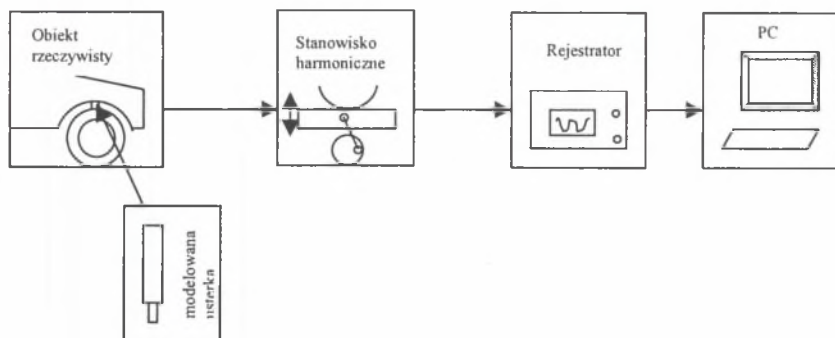 Obiekt
rzeczywisty
Stanowisko
harmoniczne
Rejestrator
PC
modelowana
usterka